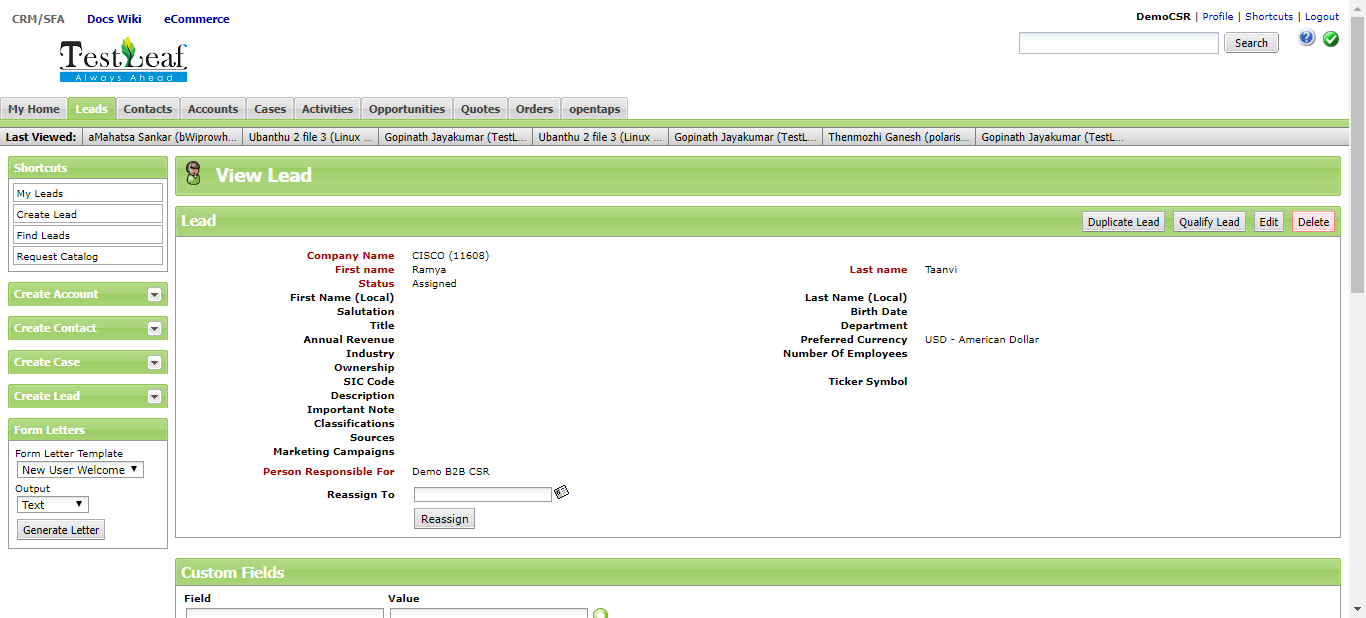 CRM/SFA Docs Wiki eCommerce
DemoCSR | Profile | Shortcuts | Logout
Search
TestLeaf
Always Ahead
My Home Leads Contacts Accounts Cases Activities Opportunities Quotes Orders opentaps
Last Viewed: aMahatsa Sankar (bWiprowh... Ubanthu 2 file 3 (Linux ... Gopinath Jayakumar (TestL... Ubanthu 2 file 3 (Linux ... Gopinath Jayakumar (TestL... Thenmozhi Ganesh (polaris... Gopinath Jayakumar (TestL...
Shortcuts
My Leads
Create Lead
Find Leads
Request Catalog
Create Account
Create Contact
Create Case
Create Lead
Form Letters
Form Letter Template
New User Welcome
Output
Text
Generate Letter
View Lead
Lead Duplicate Lead Qualify Lead Edit Delete
Company Name CISCO (11608)
First name Ramya Last name Taanvi
Status Assigned
First Name (Local) Last Name (Local)
Salutation Birth Date
Title Department
Annual Revenue Preferred Currency USD - American Dollar
Industry Number Of Employees
Ownership
SIC Code Ticker Symbol
Description
Important Note
Classifications
Sources
Marketing Campaigns
Person Responsible For Demo B2B CSR
Reassign To
Reassign
Custom Fields
Field Value